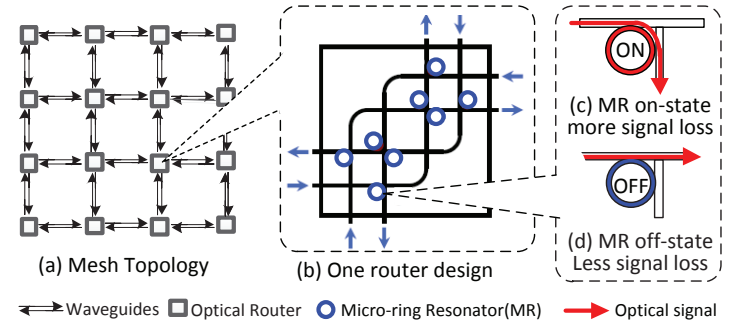 ON
(c) MR on-state
more signal loss
OFF
(d) MR off-state
Less signal loss
(a) Mesh Topology
(b) One router design
Waveguides
Optical Router
Micro-ring Resonator(MR)
Optical signal